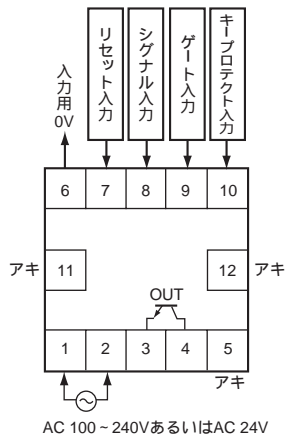 入力用
0V
リセット入力
シグナル入力
ゲート入力
キープロテクト入力
6 7 8 9 10
アキ 11 12 アキ
OUT
1 2 3 4 5
アキ
AC 100~240VあるいはAC 24V